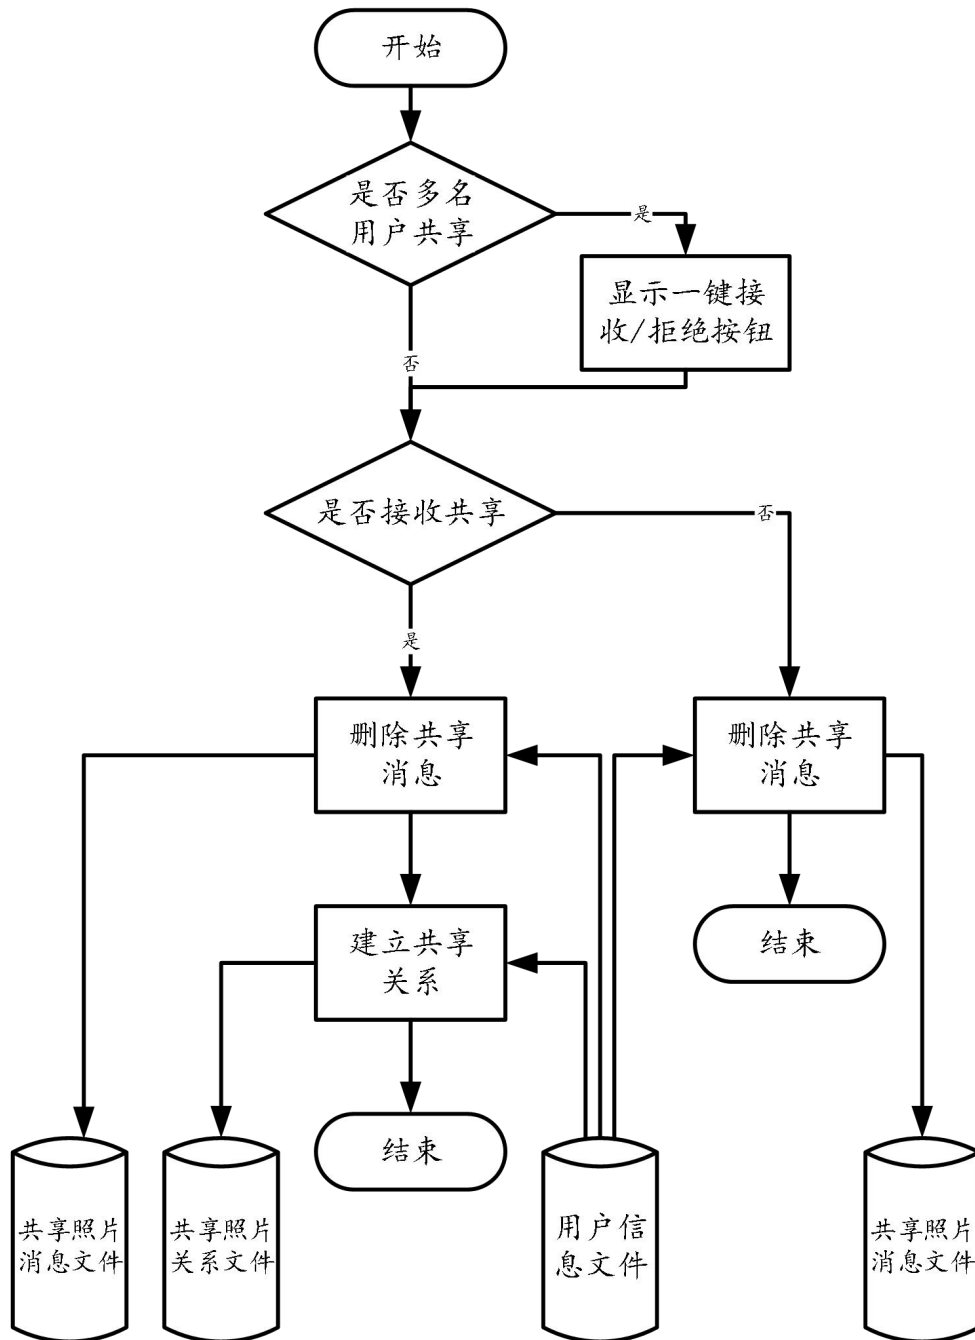 开始
是否多名
用户共享
是
显示一键接
收/拒绝按钮
否
是否接收共享
否
是
删除共享
消息
删除共享
消息
建立共享
关系
结束
结束
共享照片
消息文件
共享照片
关系文件
用户信
息文件
共享照片
消息文件